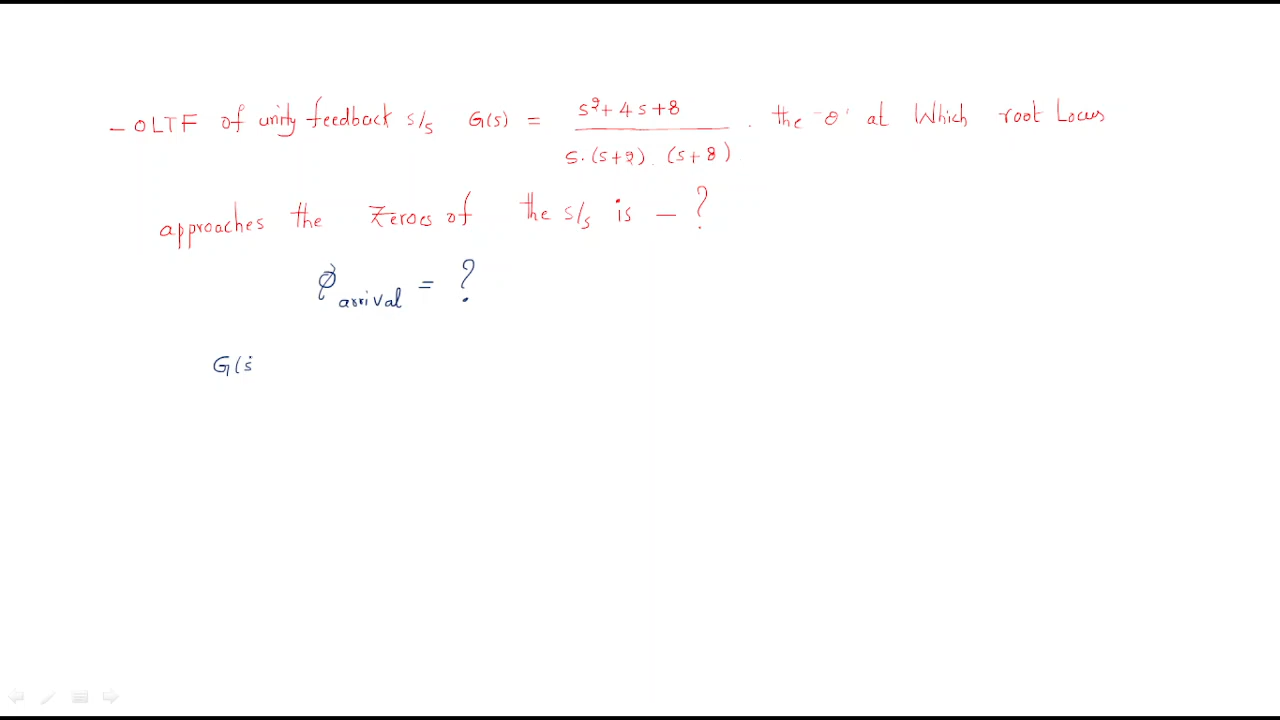 - OLTF of unity feedback s/s G(s) = s²+4s+8 / s.(s+2).(s+8) . the 'θ' at Which root Locus
approaches the Zeroes of the s/s is - ?
Φ arrival = ?
G(s